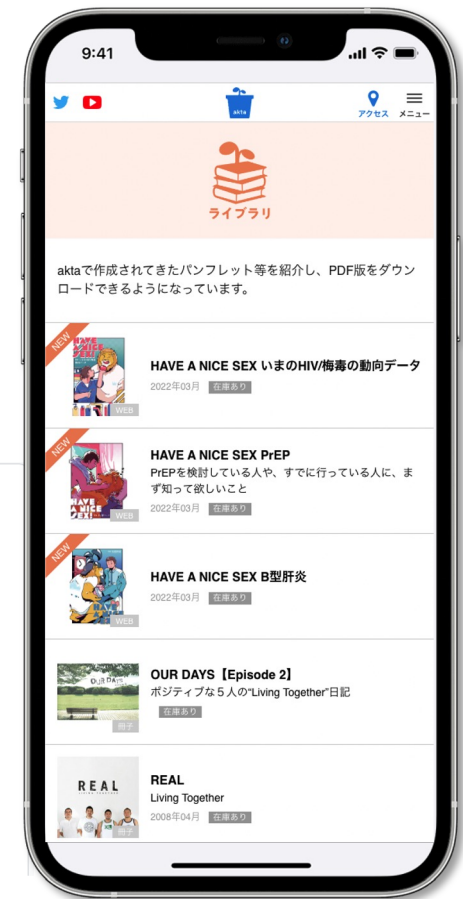 9:41
akta
アクセス
メニュー
ライブラリ
aktaで作成されてきたパンフレット等を紹介し、PDF版をダウン
ロードできるようになっています。
NEW
HAVE
A NICE
SEX!
WEB
HAVE A NICE SEX いまのHIV/梅毒の動向データ
2022年03月 在庫あり
NEW
HAVE
A NICE
SEX!
WEB
HAVE A NICE SEX PrEP
PrEPを検討している人や、すでに行っている人に、ま
ず知って欲しいこと
2022年03月 在庫あり
NEW
WEB
HAVE A NICE SEX B型肝炎
2022年03月 在庫あり
OUR DAYS
冊子
OUR DAYS【Episode 2】
ポジティブな５人の“Living Together”日記
在庫あり
REAL
LIVING TOGETHER
冊子
REAL
Living Together
2008年04月 在庫あり